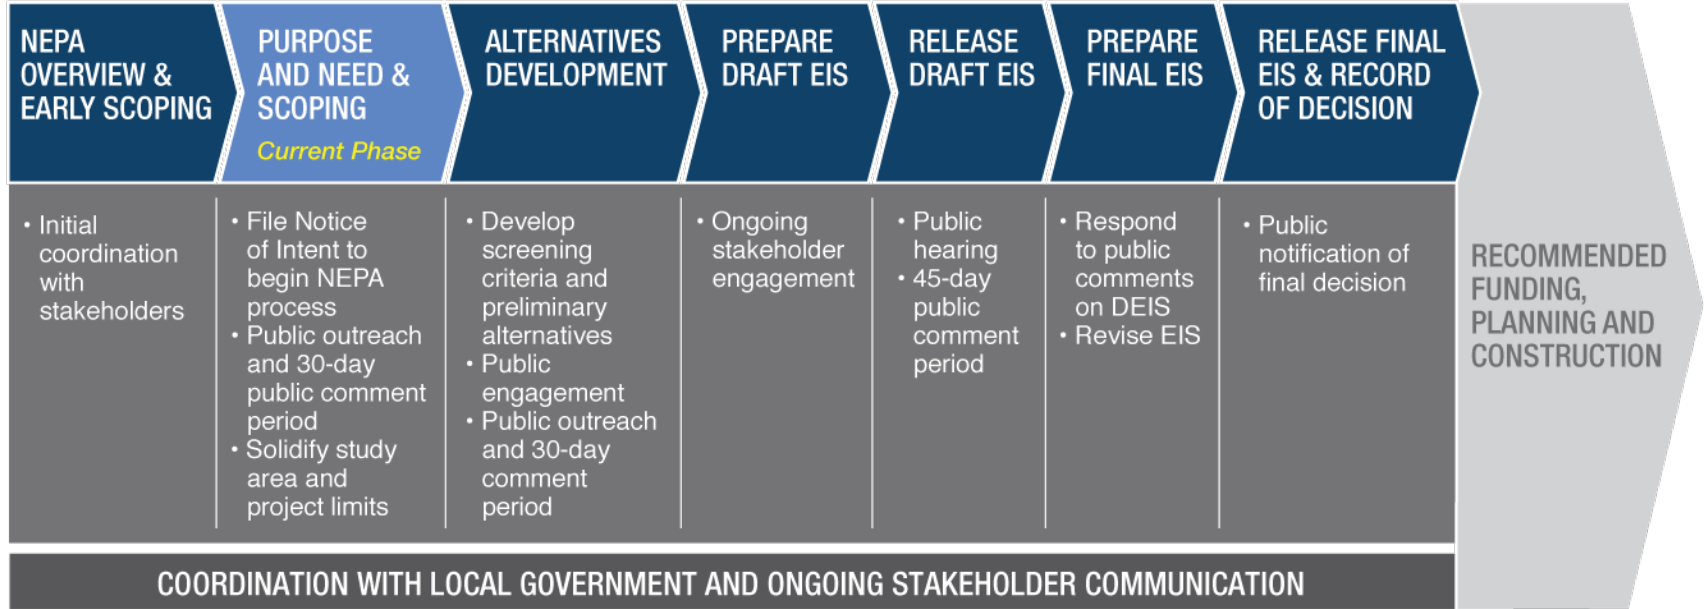 NEPA
OVERVIEW &
EARLY SCOPING
PURPOSE
AND NEED &
SCOPING
Current Phase
ALTERNATIVES
DEVELOPMENT
PREPARE
DRAFT EIS
RELEASE
DRAFT EIS
PREPARE
FINAL EIS
RELEASE FINAL
EIS & RECORD
OF DECISION
• Initial
coordination
with
stakeholders
• File Notice
of Intent to
begin NEPA
process
• Public outreach
and 30-day
public comment
period
• Solidify study
area and
project limits
• Develop
screening
criteria and
preliminary
alternatives
• Public
engagement
• Public outreach
and 30-day
comment
period
• Ongoing
stakeholder
engagement
• Public
hearing
• 45-day
public
comment
period
• Respond
to public
comments
on DEIS
• Revise EIS
• Public
notification of
final decision
RECOMMENDED
FUNDING,
PLANNING AND
CONSTRUCTION
COORDINATION WITH LOCAL GOVERNMENT AND ONGOING STAKEHOLDER COMMUNICATION